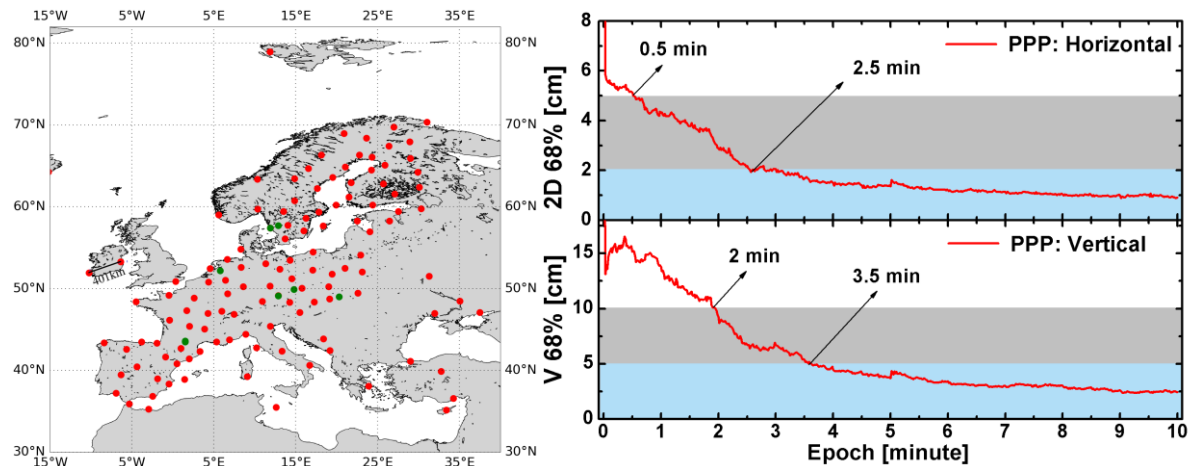 15°W 5°W 5°E 15°E 25°E 35°E
80°N 80°N
70°N 70°N
60°N 60°N
50°N 50°N
40°N 40°N
30°N 30°N
15°W 5°W 5°E 15°E 25°E 35°E
401km
8
6
4
2
0
2D 68% [cm]
0.5 min
2.5 min
PPP: Horizontal
15
10
5
0
V 68% [cm]
2 min
3.5 min
PPP: Vertical
0 1 2 3 4 5 6 7 8 9 10
Epoch [minute]